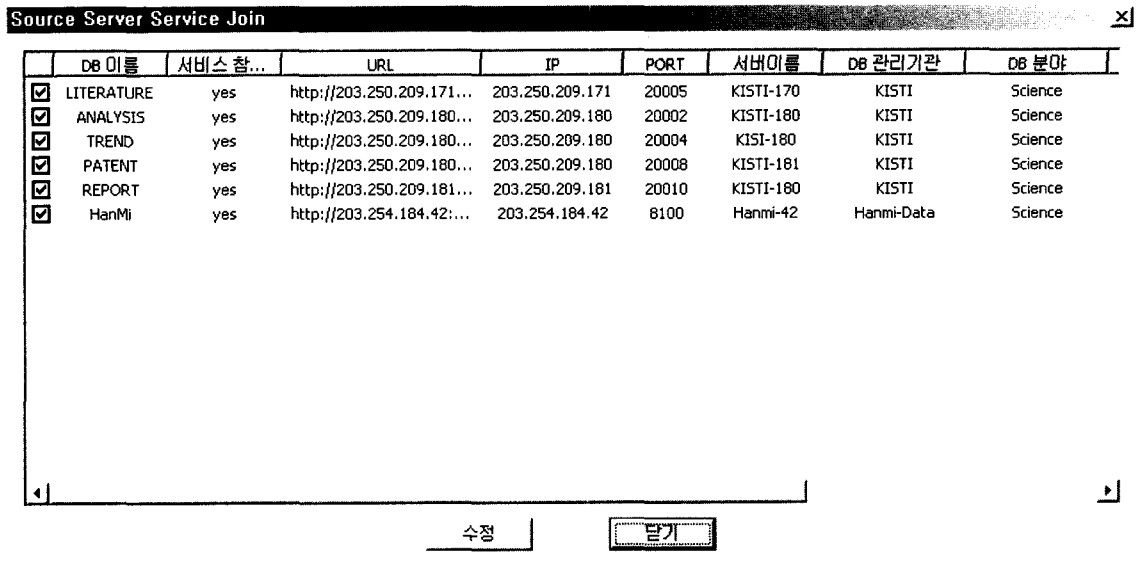 Source Server Service Join
DB 이름 서비스 참... URL IP PORT 서버이름 DB 관리기관 DB 분야
LITERATURE yes http://203.250.209.171... 203.250.209.171 20005 KISTI-170 KISTI Science
ANALYSIS yes http://203.250.209.180... 203.250.209.180 20002 KISTI-180 KISTI Science
TREND yes http://203.250.209.180... 203.250.209.180 20004 KISI-180 KISTI Science
PATENT yes http://203.250.209.180... 203.250.209.180 20008 KISTI-181 KISTI Science
REPORT yes http://203.250.209.181... 203.250.209.181 20010 KISTI-180 KISTI Science
HanMi yes http://203.254.184.42:... 203.254.184.42 8100 Hanmi-42 Hanmi-Data Science
수정 닫기